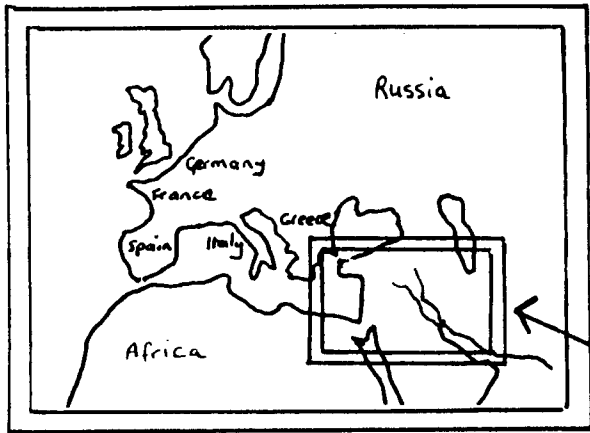 Russia
Germany
France
Greece
Spain
Italy
Africa